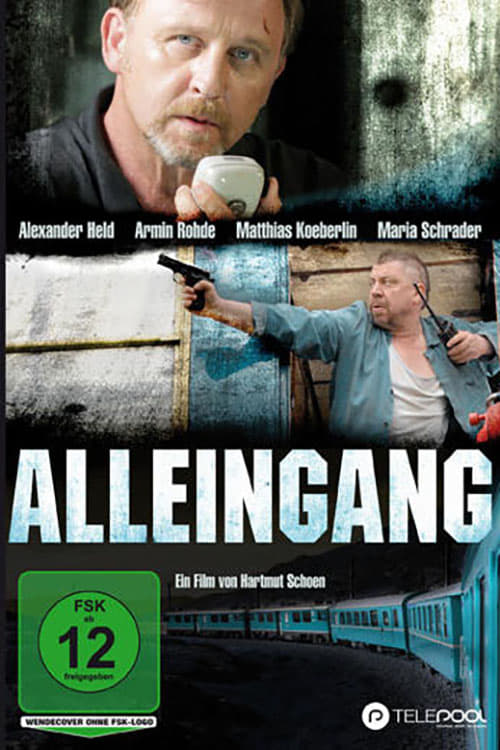 Alexander Held Armin Rohde Matthias Koeberlin Maria Schrader
ALLEINGANG
Ein Film von Hartmut Schoen
FSK
ab
12
freigegeben
WENDECOVER OHNE FSK-LOGO
P TELEPOOL